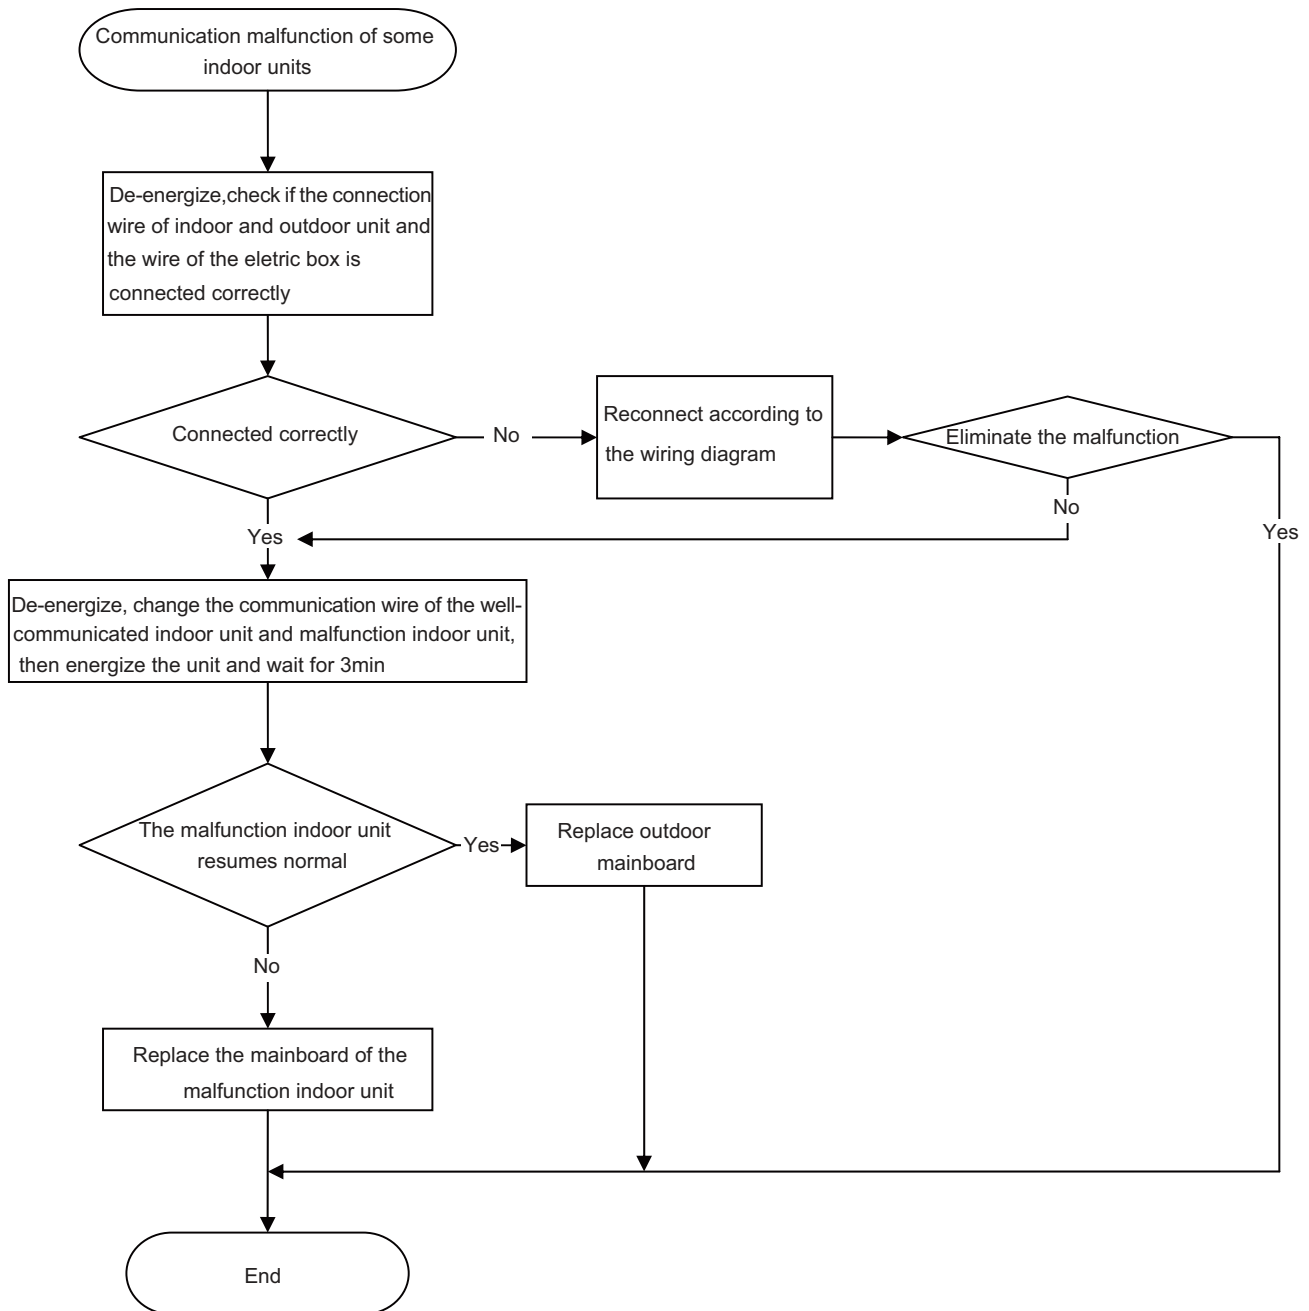 Communication malfunction of some
indoor units
De-energize,check if the connection
wire of indoor and outdoor unit and
the wire of the eletric box is
connected correctly
Connected correctly
No
Reconnect according to
the wiring diagram
Eliminate the malfunction
No
Yes
Yes
De-energize, change the communication wire of the well-
communicated indoor unit and malfunction indoor unit,
then energize the unit and wait for 3min
The malfunction indoor unit
resumes normal
Yes
Replace outdoor
mainboard
No
Replace the mainboard of the
malfunction indoor unit
End